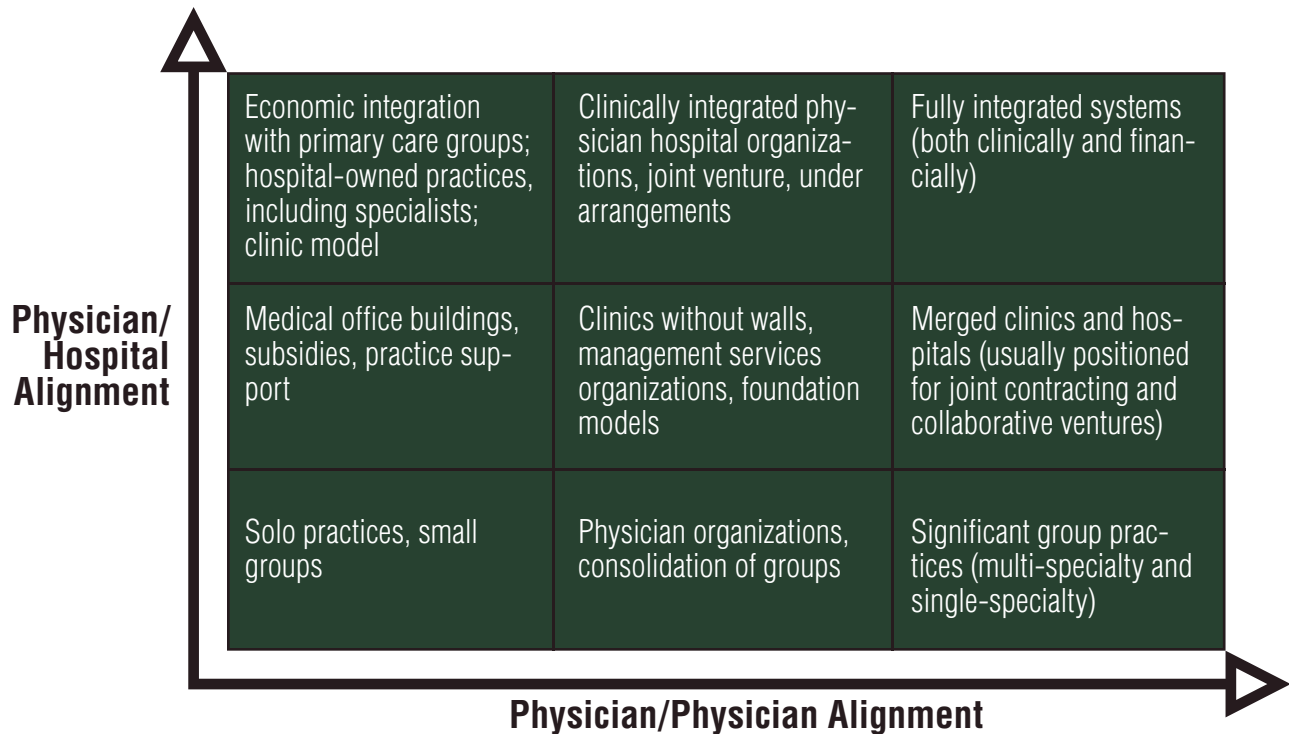 Economic integration
with primary care groups;
hospital-owned practices,
including specialists;
clinic model
Clinically integrated phy-
sician hospital organiza-
tions, joint venture, under
arrangements
Fully integrated systems
(both clinically and finan-
cially)
Physician/
Hospital
Alignment
Medical office buildings,
subsidies, practice sup-
port
Clinics without walls,
management services
organizations, foundation
models
Merged clinics and hos-
pitals (usually positioned
for joint contracting and
collaborative ventures)
Solo practices, small
groups
Physician organizations,
consolidation of groups
Significant group prac-
tices (multi-specialty and
single-specialty)
Physician/Physician Alignment